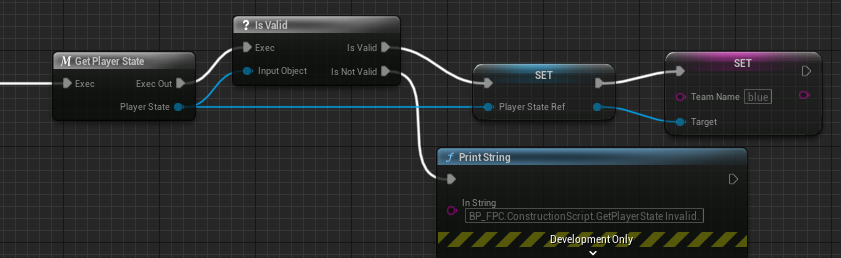 ? Is Valid
Exec
Is Valid
Input Object
Is Not Valid
M Get Player State
Exec
Exec Out
Player State
SET
Player State Ref
SET
Team Name
blue
Target
f Print String
In String
BP_FPC.ConstructionScript.GetPlayerState Invalid.
Development Only